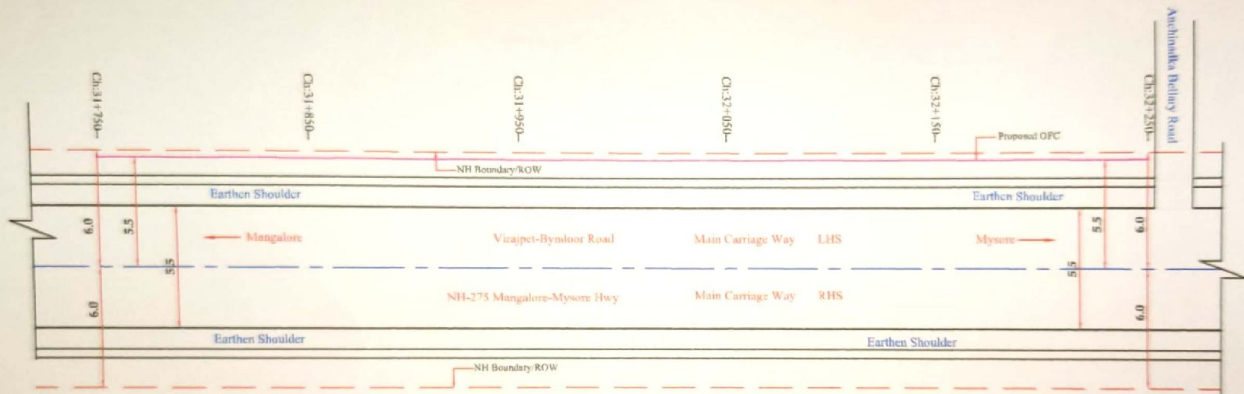 Anchinadka Bellary Road
Ch:31+750
Ch:31+850
Ch:31+950
Ch:32+050
Ch:32+150
Ch:32+250
Proposed OFC
NH Boundary/ROW
Earthen Shoulder
Earthen Shoulder
6.0
5.5
5.5
6.0
5.5
5.5
6.0
6.0
Mangalore
Virajpet-Byndoor Road
Main Carriage Way LHS
Mysore
NH-275 Mangalore-Mysore Hwy
Main Carriage Way RHS
Earthen Shoulder
Earthen Shoulder
NH Boundary/ROW